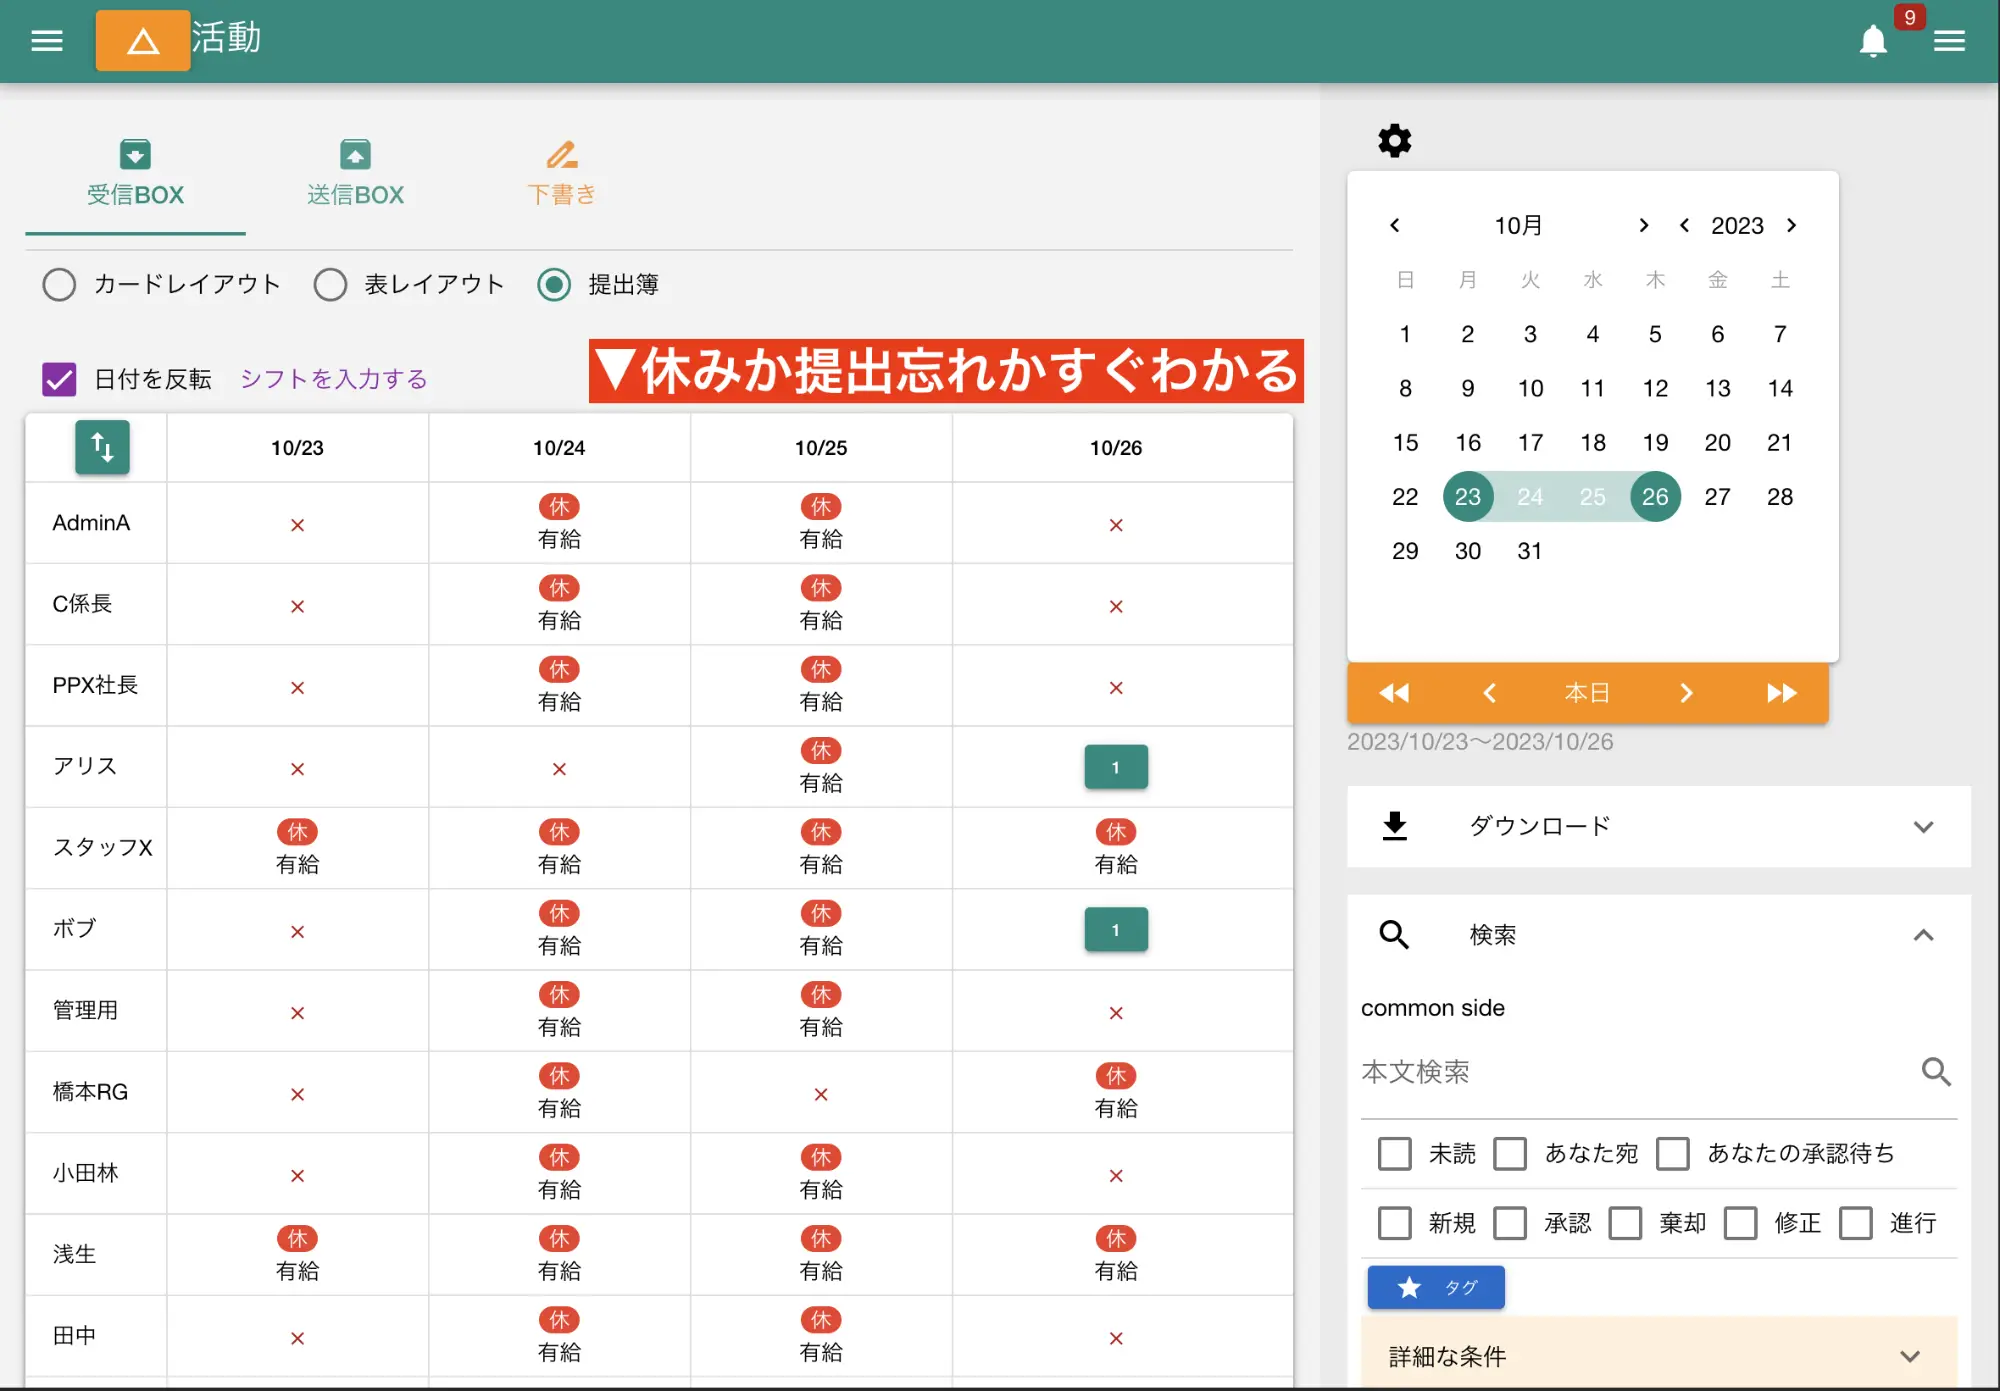 活動
9
受信BOX 送信BOX 下書き
カードレイアウト 表レイアウト 提出簿
日付を反転 シフトを入力する
▼休みか提出忘れかすぐわかる
10/23 10/24 10/25 10/26
AdminA × 休 有給 休 有給 ×
C係長 × 休 有給 休 有給 ×
PPX社長 × 休 有給 休 有給 ×
アリス × × 休 有給 1
スタッフX 休 有給 休 有給 休 有給 休 有給
ボブ × 休 有給 休 有給 1
管理用 × 休 有給 休 有給 ×
橋本RG × 休 有給 × 休 有給
小田林 × 休 有給 休 有給 ×
浅生 休 有給 休 有給 休 有給 休 有給
田中 × 休 有給 休 有給 ×
10月 2023
日 月 火 水 木 金 土
1 2 3 4 5 6 7
8 9 10 11 12 13 14
15 16 17 18 19 20 21
22 23 24 25 26 27 28
29 30 31
本日
2023/10/23～2023/10/26
ダウンロード
検索
common side
本文検索
未読 あなた宛 あなたの承認待ち
新規 承認 棄却 修正 進行
タグ
詳細な条件